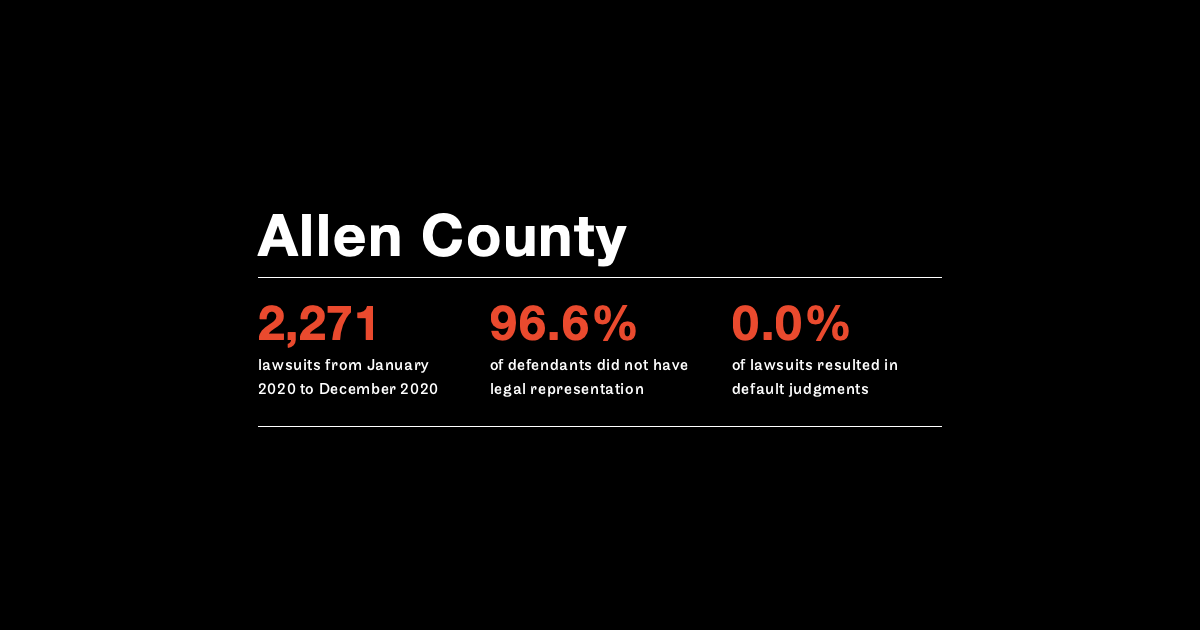 Allen County
2,271
lawsuits from January
2020 to December 2020
96.6%
of defendants did not have
legal representation
0.0%
of lawsuits resulted in
default judgments